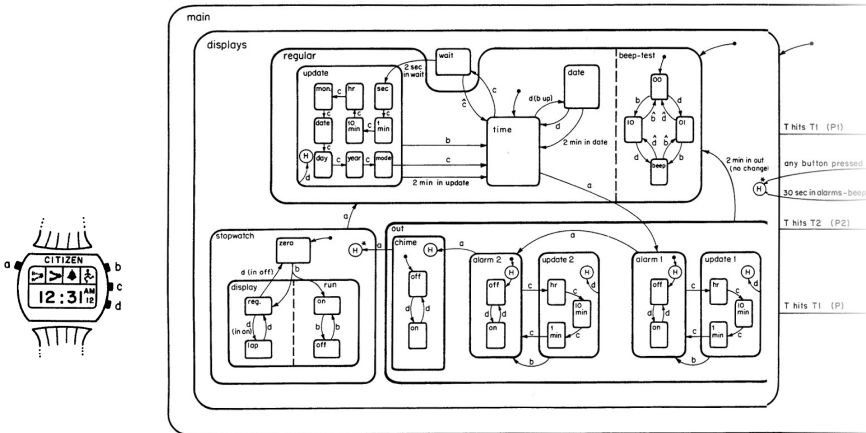 main
displays
regular
wait
2 sec
in wait
update
mon.
hr
sec
date
10
min
1
min
day
year
mode
H
d
c
c
c
c
c
c
c
c
ĉ
c
time
b
c
2 min in update
d(b up)
d
date
2 min in date
beep-test
00
10
01
beep
b
d
b̂
d̂
d̂
b̂
d
b
a
2 min out
(no change)
T hits T1 (P1)
any button pressed
H*
30 sec in alarms-beep
T hits T2 (P2)
T hits T1 (P)
stopwatch
zero
d (in off)
b
a
H*
a
display
run
reg.
on
d
(in on)
d
b
b
lap
off
out
chime
H
a
off
d
d
on
alarm 2
H
off
d
d
on
update 2
H
d
hr
c
10
min
c
1
min
c
c
b
a
alarm 1
H
off
d
d
on
update 1
H
d
hr
c
10
min
c
1
min
c
c
b
a
b
c
d
CITIZEN
12:31 AM
12